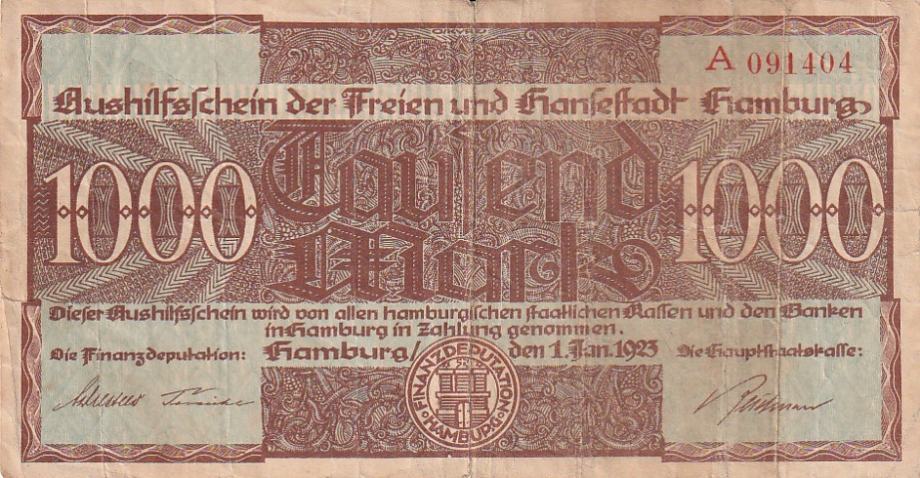 A 091404
Aushilfsschein der Freien und Hansestadt Hamburg
Tausend
1000 1000
Mark
Dieser Aushilfsschein wird von allen hamburgischen staatlichen Kassen und den Banken
in Hamburg in Zahlung genommen.
Die Finanzdeputation: Hamburg, den 1. Jan. 1923 Die Hauptstaatskasse:
FINANZDEPUTATION
HAMBURG